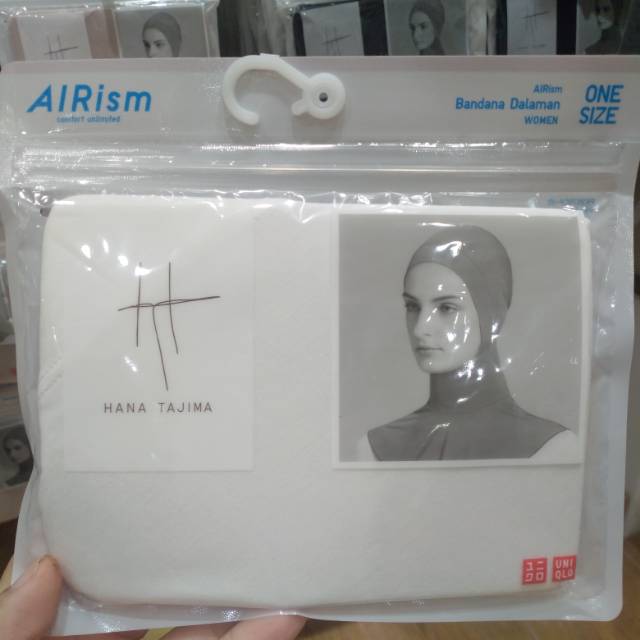 AIRism
comfort unlimited
AIRism
Bandana Dalaman
WOMEN
ONE
SIZE
HANA TAJIMA
ユニ
クロ
UNI
QLO